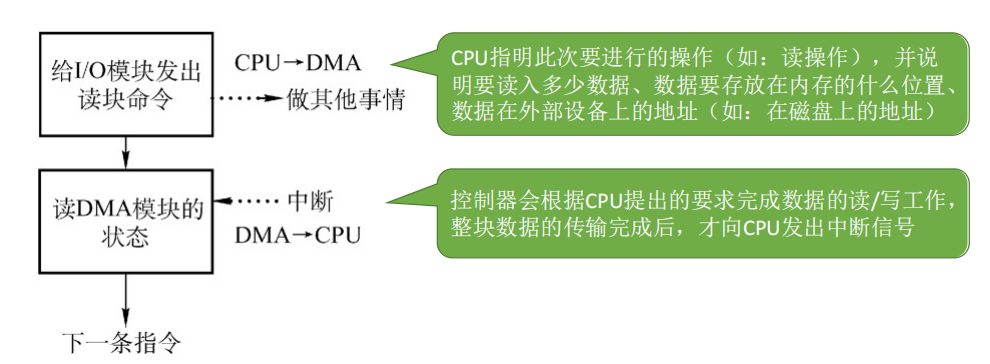 给I/O模块发出
读块命令
CPU→DMA
做其他事情
CPU指明此次要进行的操作（如：读操作），并说
明要读入多少数据、数据要存放在内存的什么位置、
数据在外部设备上的地址（如：在磁盘上的地址）
读DMA模块的
状态
中断
DMA→CPU
控制器会根据CPU提出的要求完成数据的读/写工作，
整块数据的传输完成后，才向CPU发出中断信号
下一条指令